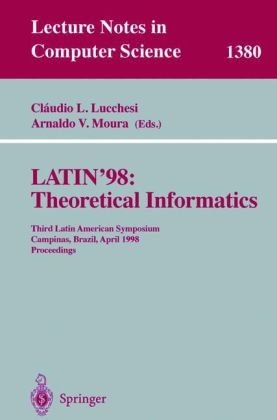 Lecture Notes in
Computer Science 1380
Cláudio L. Lucchesi
Arnaldo V. Moura (Eds.)
LATIN'98:
Theoretical Informatics
Third Latin American Symposium
Campinas, Brazil, April 1998
Proceedings
Springer